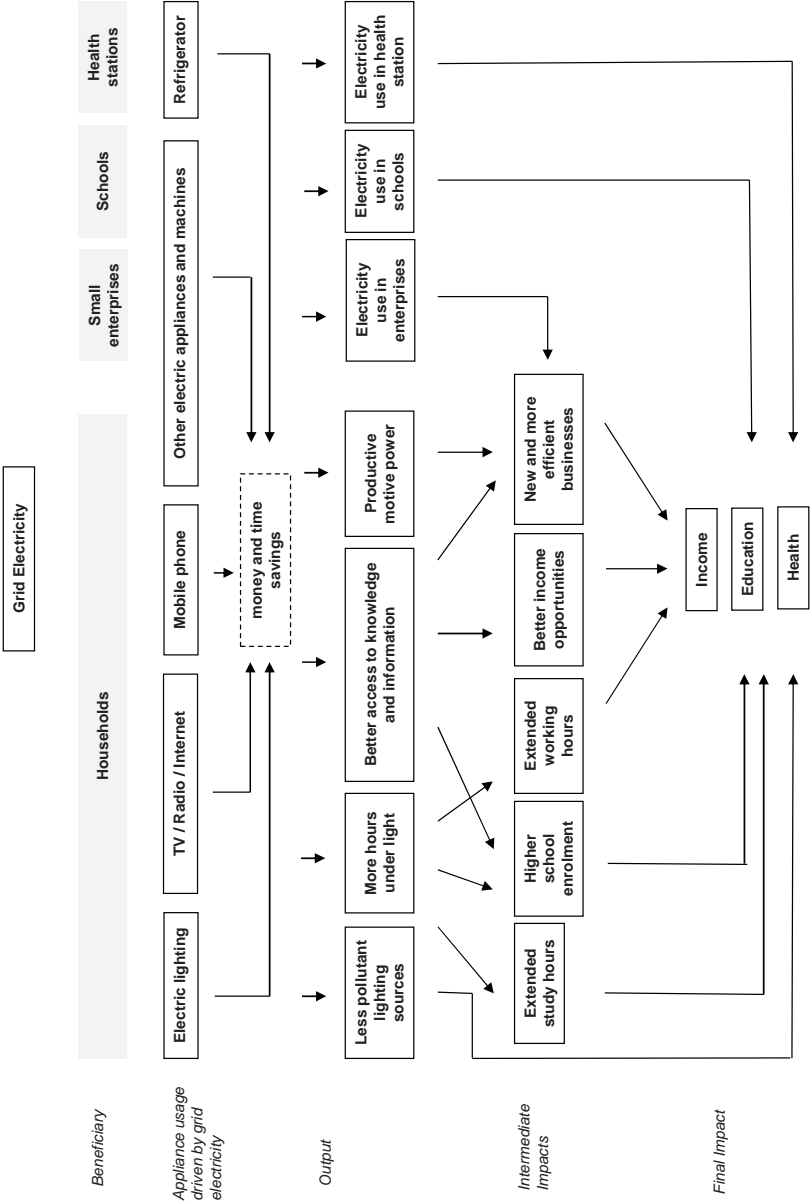 Grid Electricity
Beneficiary
Households
Small
enterprises
Schools
Health
stations
Appliance usage
driven by grid
electricity
Electric lighting
TV / Radio / Internet
Mobile phone
Other electric appliances and machines
Refrigerator
money and time
savings
Output
Less pollutant
lighting
sources
More hours
under light
Better access to knowledge
and information
Productive
motive power
Electricity
use in
enterprises
Electricity
use in
schools
Electricity
use in health
station
Intermediate
Impacts
Extended
study hours
Higher
school
enrolment
Extended
working
hours
Better income
opportunities
New and more
efficient
businesses
Final Impact
Income
Education
Health